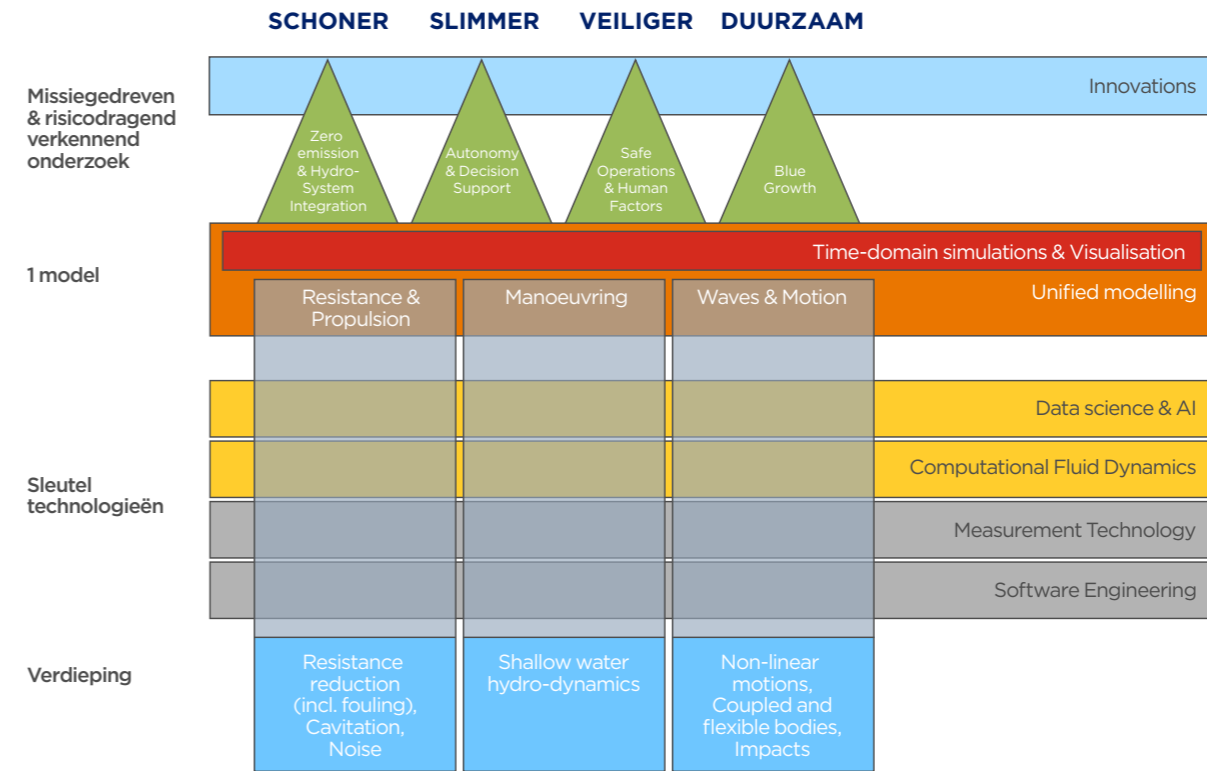 SCHONER
SLIMMER
VEILIGER
DUURZAAM
Missiegedreven
& risicodragend
verkennend
onderzoek
Innovations
Zero
emission
& Hydro-
System
Integration
Autonomy
& Decision
Support
Safe
Operations
& Human
Factors
Blue
Growth
1 model
Time-domain simulations & Visualisation
Unified modelling
Resistance &
Propulsion
Manoeuvring
Waves & Motion
Sleutel
technologieën
Data science & AI
Computational Fluid Dynamics
Measurement Technology
Software Engineering
Verdieping
Resistance
reduction
(incl. fouling),
Cavitation,
Noise
Shallow water
hydro-dynamics
Non-linear
motions,
Coupled and
flexible bodies,
Impacts